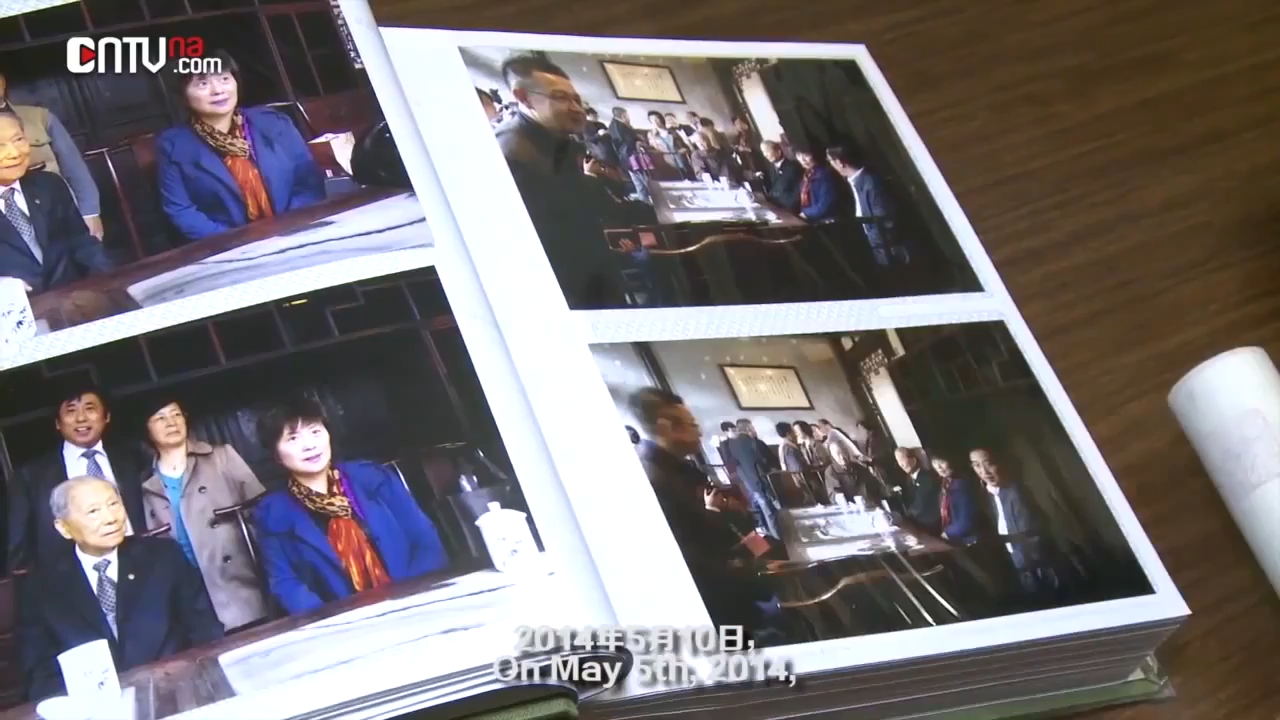 CNTVna
.com
2014年5月10日,
On May 5th, 2014,